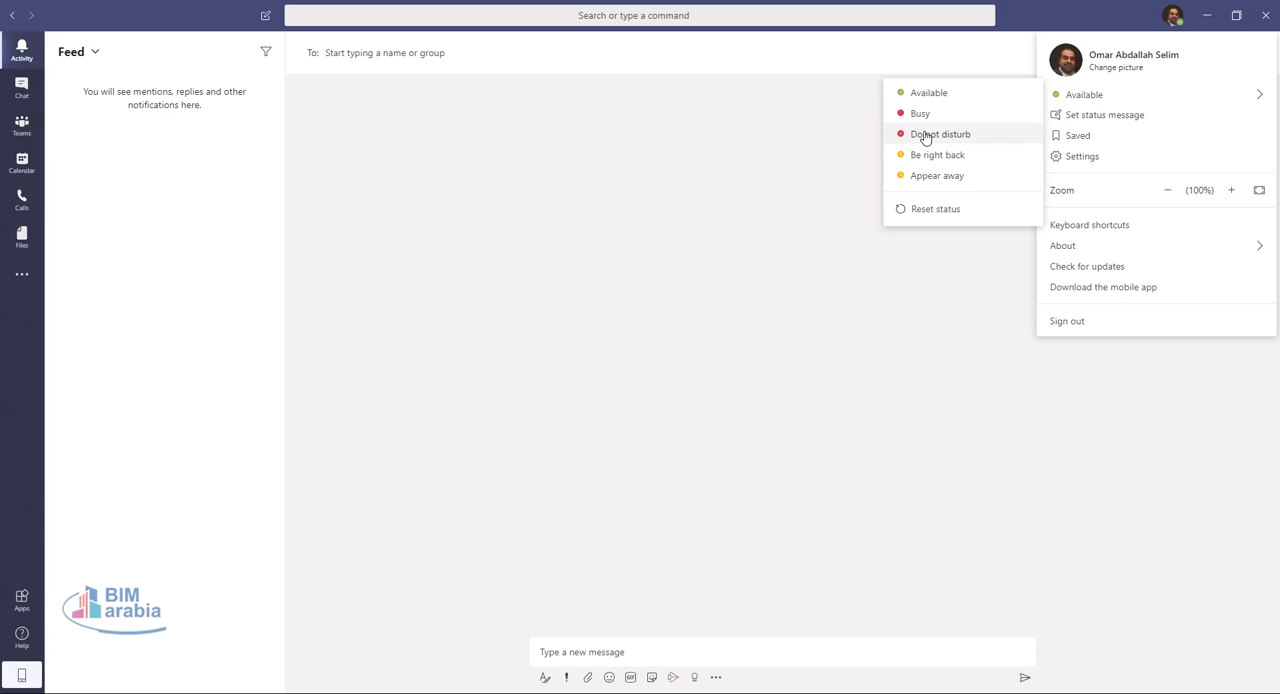 Search or type a command
Activity
Chat
Teams
Calendar
Calls
Files
Apps
Help
Feed
You will see mentions, replies and other
notifications here.
BIM
arabia
To: Start typing a name or group
Available
Busy
Do not disturb
Be right back
Appear away
Reset status
Omar Abdallah Selim
Change picture
Available
Set status message
Saved
Settings
Zoom − (100%) +
Keyboard shortcuts
About
Check for updates
Download the mobile app
Sign out
Type a new message
GIF